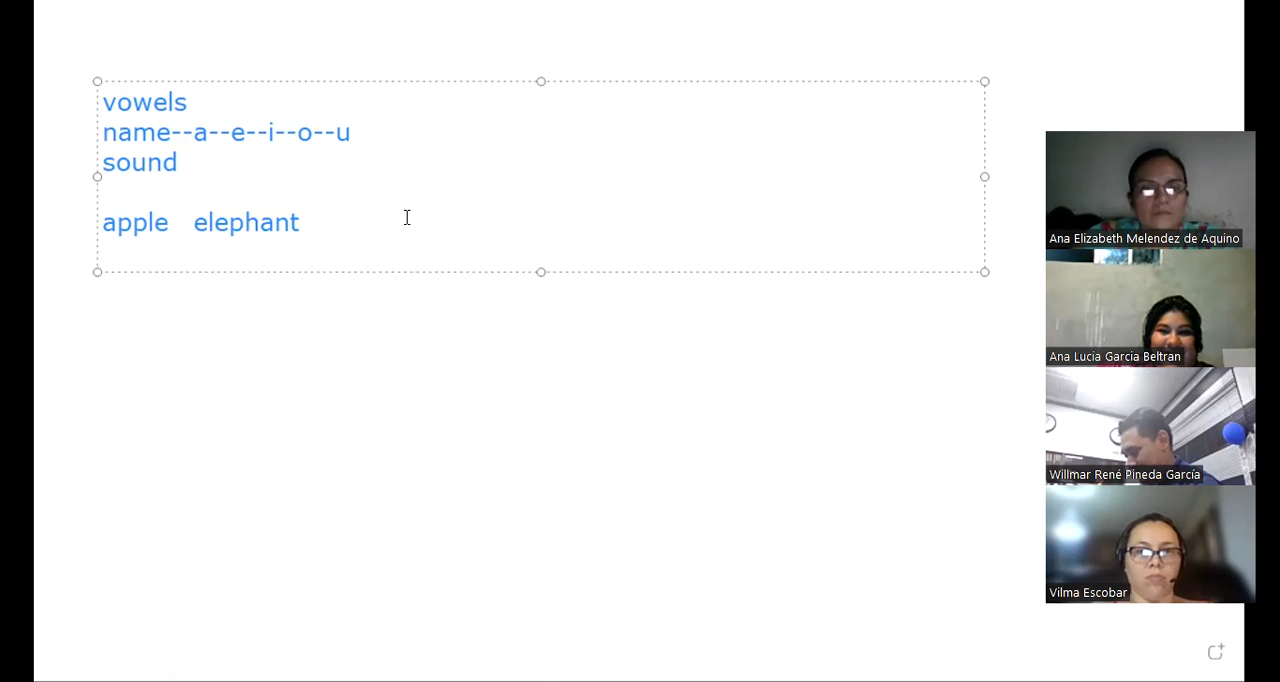 vowels
name--a--e--i--o--u
sound
apple elephant
Ana Elizabeth Melendez de Aquino
Ana Lucia Garcia Beltran
Willmar René Pineda García
Vilma Escobar